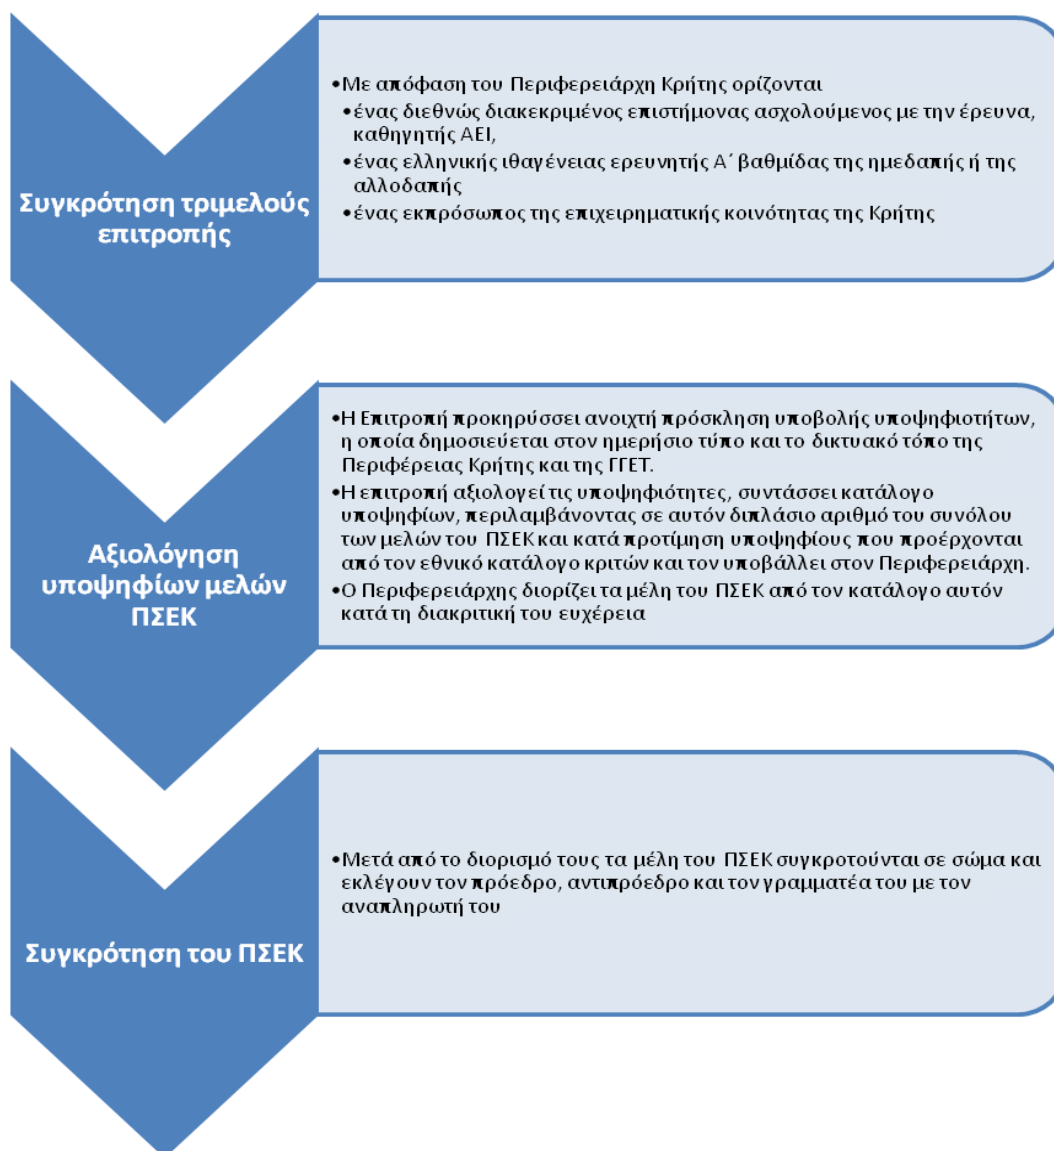 Συγκρότηση τριμελούς
επιτροπής
•Με απόφαση του Περιφερειάρχη Κρήτης ορίζονται
•ένας διεθνώς διακεκριμένος επιστήμονας ασχολούμενος με την έρευνα,
καθηγητής ΑΕΙ,
•ένας ελληνικής ιθαγένειας ερευνητής Α΄ βαθμίδας της ημεδαπής ή της
αλλοδαπής
•ένας εκπρόσωπος της επιχειρηματικής κοινότητας της Κρήτης
Αξιολόγηση
υποψηφίων μελών
ΠΣΕΚ
•Η Επιτροπή προκηρύσσει ανοιχτή πρόσκληση υποβολής υποψηφιοτήτων,
η οποία δημοσιεύεται στον ημερήσιο τύπο και το δικτυακό τόπο της
Περιφέρειας Κρήτης και της ΓΓΕΤ.
•Η επιτροπή αξιολογεί τις υποψηφιότητες, συντάσσει κατάλογο
υποψηφίων, περιλαμβάνοντας σε αυτόν διπλάσιο αριθμό του συνόλου
των μελών του ΠΣΕΚ και κατά προτίμηση υποψηφίους που προέρχονται
από τον εθνικό κατάλογο κριτών και τον υποβάλλει στον Περιφερειάρχη.
•Ο Περιφερειάρχης διορίζει τα μέλη του ΠΣΕΚ από τον κατάλογο αυτόν
κατά τη διακριτική του ευχέρεια
Συγκρότηση του ΠΣΕΚ
•Μετά από το διορισμό τους τα μέλη του ΠΣΕΚ συγκροτούνται σε σώμα και
εκλέγουν τον πρόεδρο, αντιπρόεδρο και τον γραμματέα του με τον
αναπληρωτή του